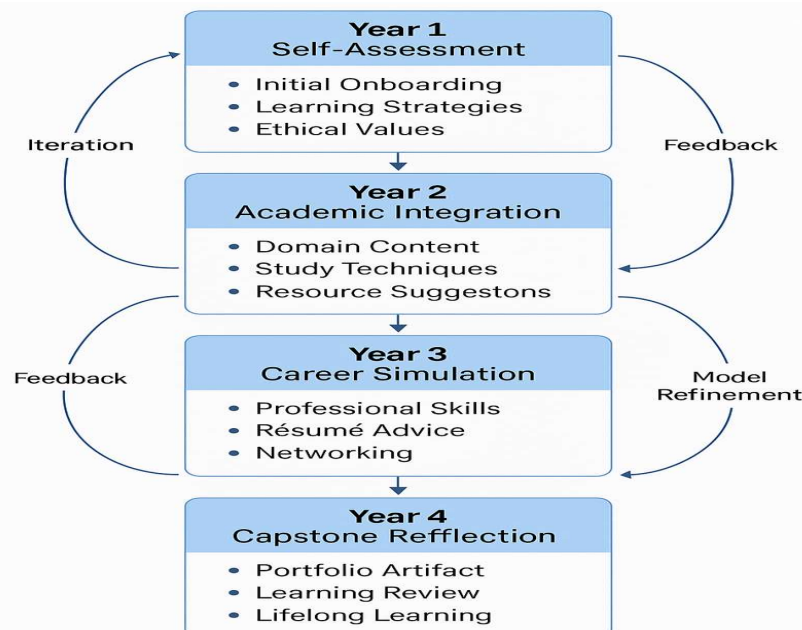 Year 1
Self-Assessment
• Initial Onboarding
• Learning Strategies
• Ethical Values
Iteration
Feedback
Year 2
Academic Integration
• Domain Content
• Study Techniques
• Resource Suggestons
Year 3
Career Simulation
• Professional Skills
• Résumé Advice
• Networking
Feedback
Model
Refinement
Year 4
Capstone Refflection
• Portfolio Artifact
• Learning Review
• Lifelong Learning